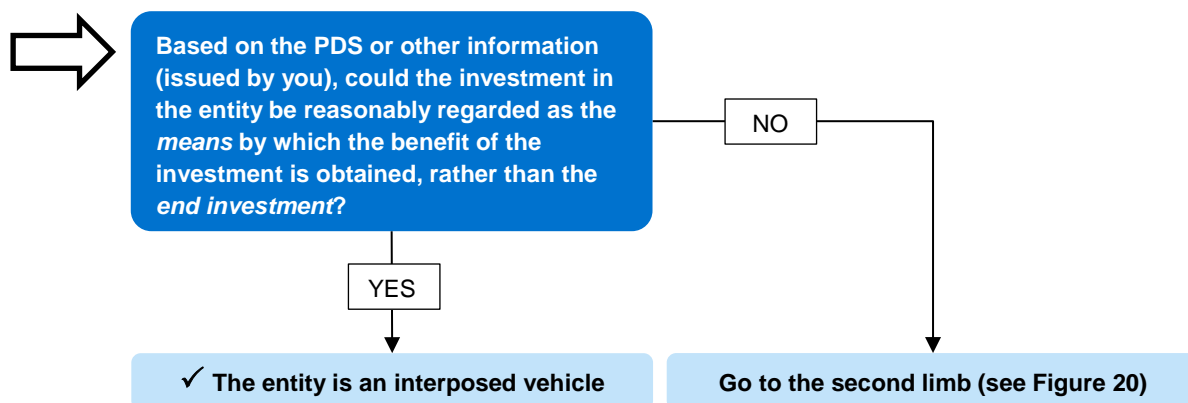 Based on the PDS or other information
(issued by you), could the investment in
the entity be reasonably regarded as the
means by which the benefit of the
investment is obtained, rather than the
end investment?
NO
YES
✓ The entity is an interposed vehicle
Go to the second limb (see Figure 20)